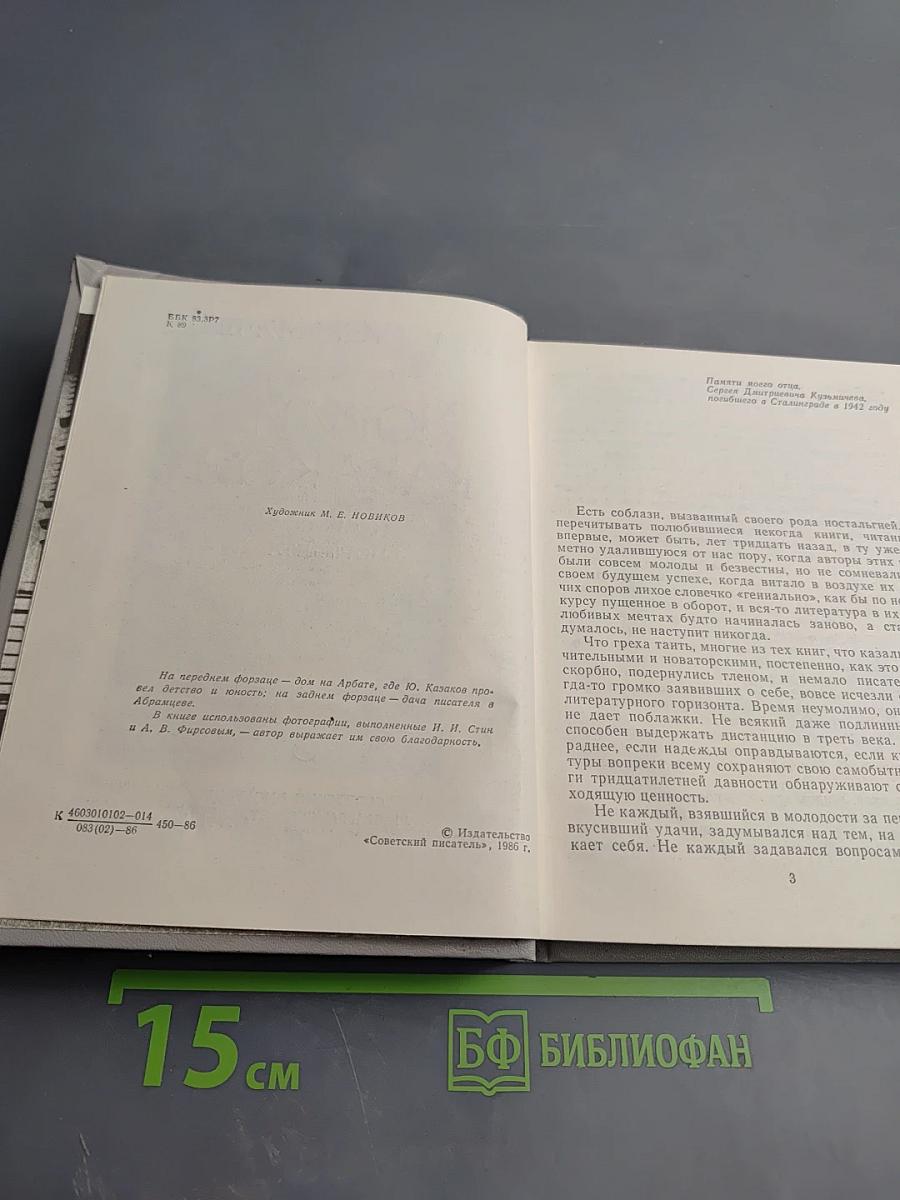 ББК 83.3Р7
К 89
Художник М. Е. НОВИКОВ
На переднем форзаце — дом на Арбате, где Ю. Казаков про-
вел детство и юность; на заднем форзаце — дача писателя в
Абрамцеве.
В книге использованы фотографии, выполненные И. И. Стин
и А. В. Фирсовым, — автор выражает им свою благодарность.
К 4603010102—014
083(02)—86 450—86
© Издательство
«Советский писатель», 1986 г.
Памяти моего отца,
Сергея Дмитриевича Кузьмичева,
погибшего в Сталинграде в 1942 году
Есть соблазн, вызванный своего рода ностальгией,
перечитывать полюбившиеся некогда книги, читан
впервые, может быть, лет тридцать назад, в ту уже
метно удалившуюся от нас пору, когда авторы этих
были совсем молоды и безвестны, но не сомневали
своем будущем успехе, когда витало в воздухе их
чих споров лихое словечко «гениально», как бы по не
курсу пущенное в оборот, и вся-то литература в их
любивых мечтах будто начиналась заново, а ста
думалось, не наступит никогда.
Что греха таить, многие из тех книг, что казали
чительными и новаторскими, постепенно, как это
скорбно, подернулись тленом, и немало писате
гда-то громко заявивших о себе, вовсе исчезли с
литературного горизонта. Время неумолимо, он
не дает поблажки. Не всякий даже подлинны
способен выдержать дистанцию в треть века.
раднее, если надежды оправдываются, если к
туры вопреки всему сохраняют свою самобытн
ги тридцатилетней давности обнаруживают с
ходящую ценность.
Не каждый, взявшийся в молодости за пе
вкусивший удачи, задумывался над тем, на
кает себя. Не каждый задавался вопросам
3
15 см
БФ БИБЛИОФАН